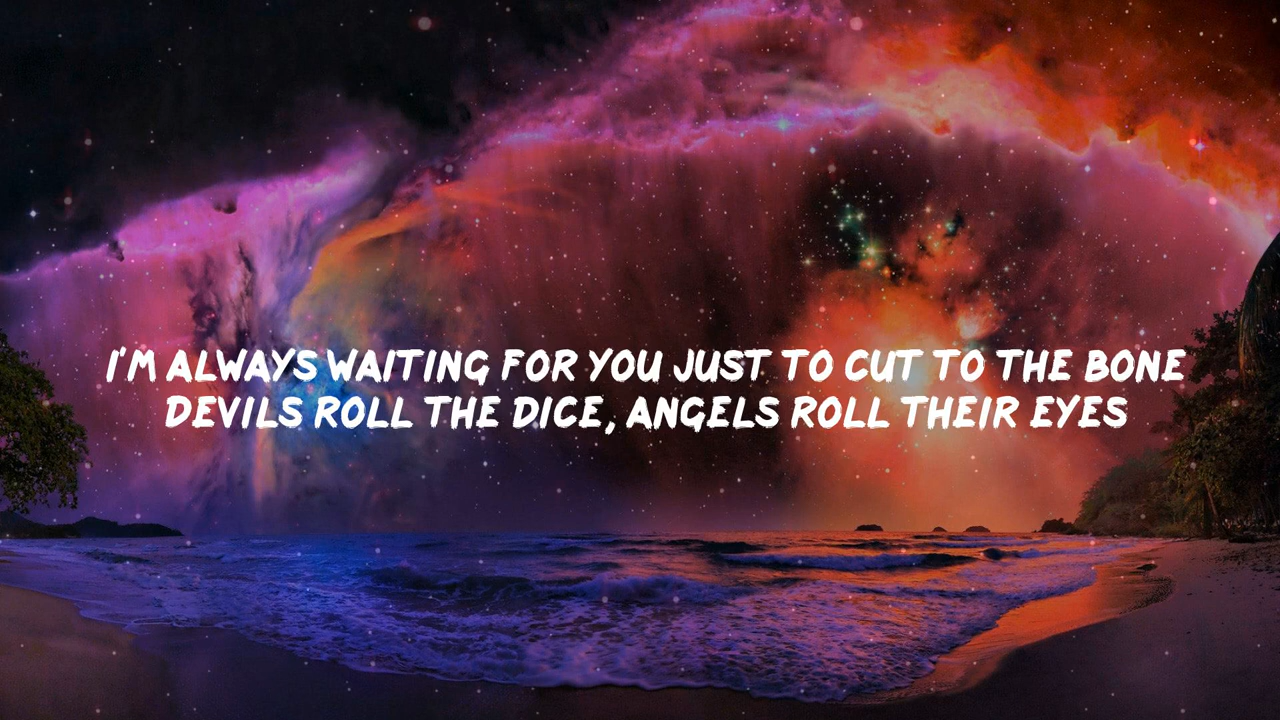 I'M ALWAYS WAITING FOR YOU JUST TO CUT TO THE BONE
DEVILS ROLL THE DICE, ANGELS ROLL THEIR EYES